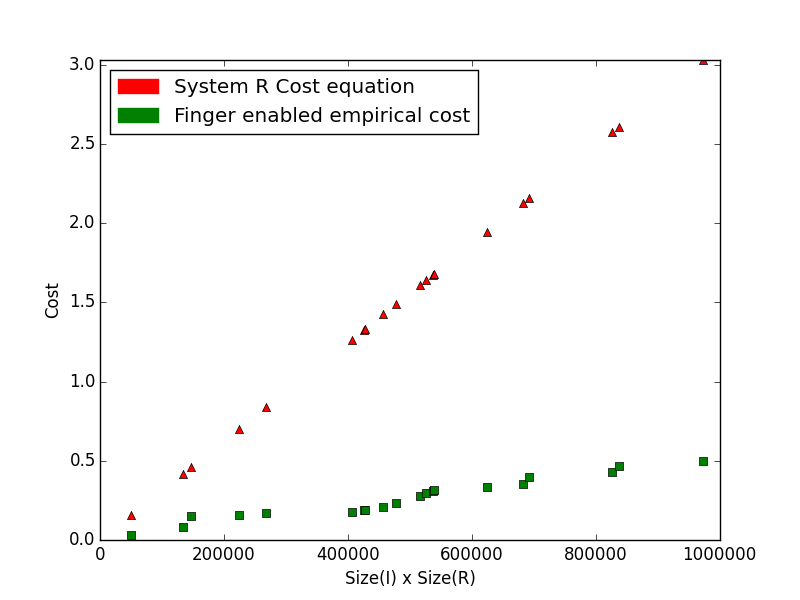 System R Cost equation
Finger enabled empirical cost
3.0
2.5
2.0
1.5
1.0
0.5
0.0
Cost
0 200000 400000 600000 800000 1000000
Size(I) x Size(R)